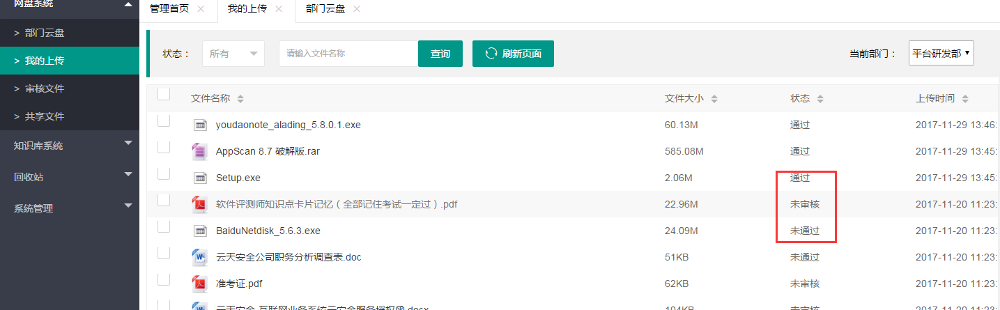 网盘系统
> 部门云盘
> 我的上传
> 审核文件
> 共享文件
知识库系统
回收站
系统管理
管理首页 我的上传 部门云盘
状态： 所有 请输入文件名称 查询 刷新页面 当前部门： 平台研发部
文件名称 文件大小 状态 上传时间
youdaonote_alading_5.8.0.1.exe 60.13M 通过 2017-11-29 13:46:
AppScan 8.7 破解版.rar 585.08M 通过 2017-11-29 13:45:
Setup.exe 2.06M 通过 2017-11-29 13:45:
软件评测师知识点卡片记忆（全部记住考试一定过）.pdf 22.96M 未审核 2017-11-20 11:23:
BaiduNetdisk_5.6.3.exe 24.09M 未通过 2017-11-20 11:23:
云天安全公司职务分析调查表.doc 51KB 未通过 2017-11-20 11:23:
准考证.pdf 62KB 未审核 2017-11-20 11:23:
云天安全-互联网业务系统云安全服务授权函.docx 104KB 未审核 2017-11-20 11:23: